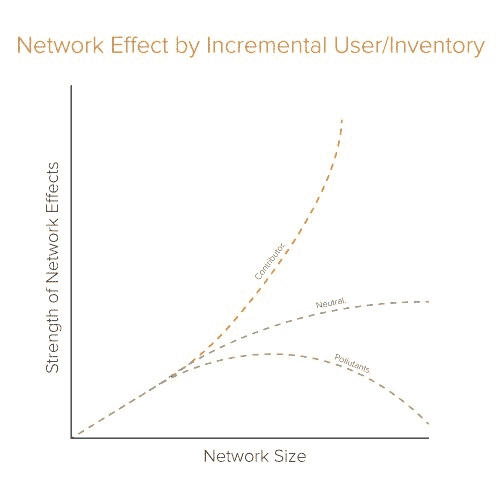 Network Effect by Incremental User/Inventory
Strength of Network Effects
Contributor.
Neutral.
Pollutants.
Network Size